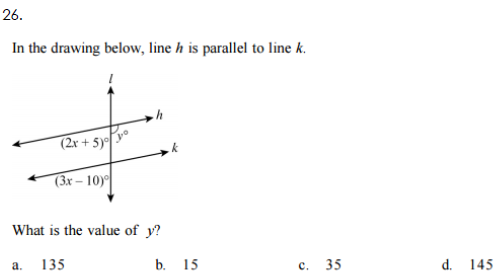 26.
In the drawing below, line h is parallel to line k.
l
h
(2x + 5)° y°
k
(3x – 10)°
What is the value of y?
a. 135 b. 15 c. 35 d. 145